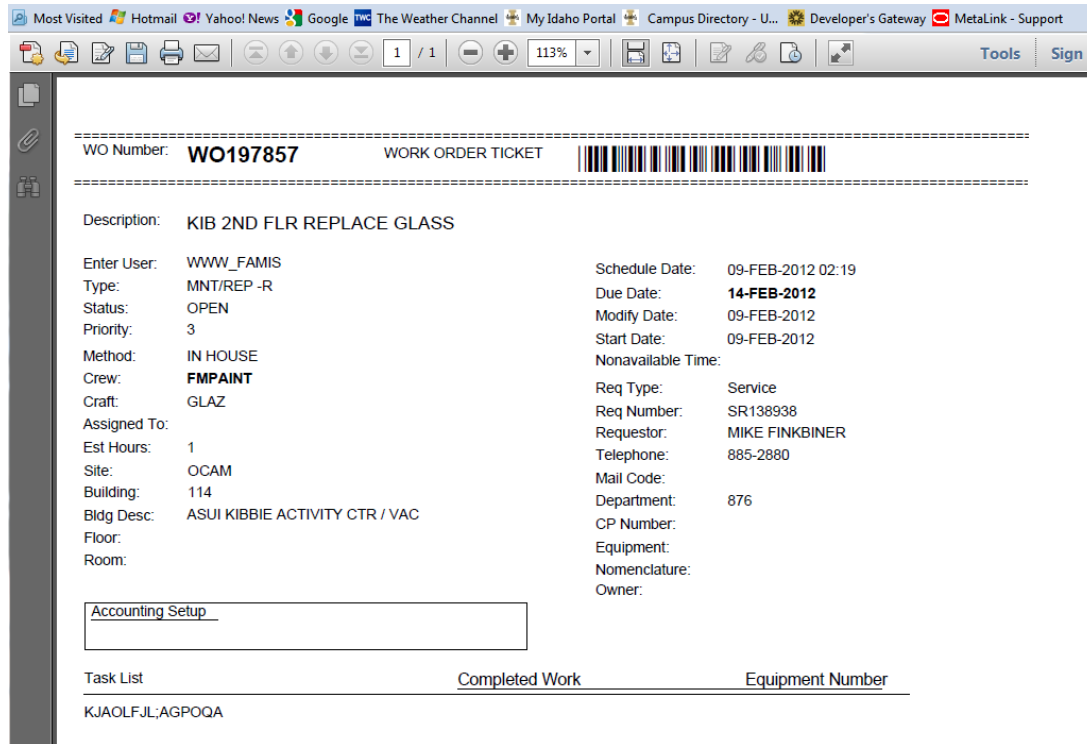 Most Visited Hotmail Yahoo! News Google TWC The Weather Channel My Idaho Portal Campus Directory - U... Developer's Gateway MetaLink - Support
1 / 1 113% Tools Sign
================================================================
WO Number: WO197857 WORK ORDER TICKET
================================================================
Description: KIB 2ND FLR REPLACE GLASS
Enter User: WWW_FAMIS
Type: MNT/REP -R
Status: OPEN
Priority: 3
Method: IN HOUSE
Crew: FMPAINT
Craft: GLAZ
Assigned To:
Est Hours: 1
Site: OCAM
Building: 114
Bldg Desc: ASUI KIBBIE ACTIVITY CTR / VAC
Floor:
Room:
Schedule Date: 09-FEB-2012 02:19
Due Date: 14-FEB-2012
Modify Date: 09-FEB-2012
Start Date: 09-FEB-2012
Nonavailable Time:
Req Type: Service
Req Number: SR138938
Requestor: MIKE FINKBINER
Telephone: 885-2880
Mail Code:
Department: 876
CP Number:
Equipment:
Nomenclature:
Owner:
Accounting Setup
Task List Completed Work Equipment Number
KJAOLFJL;AGPOQA